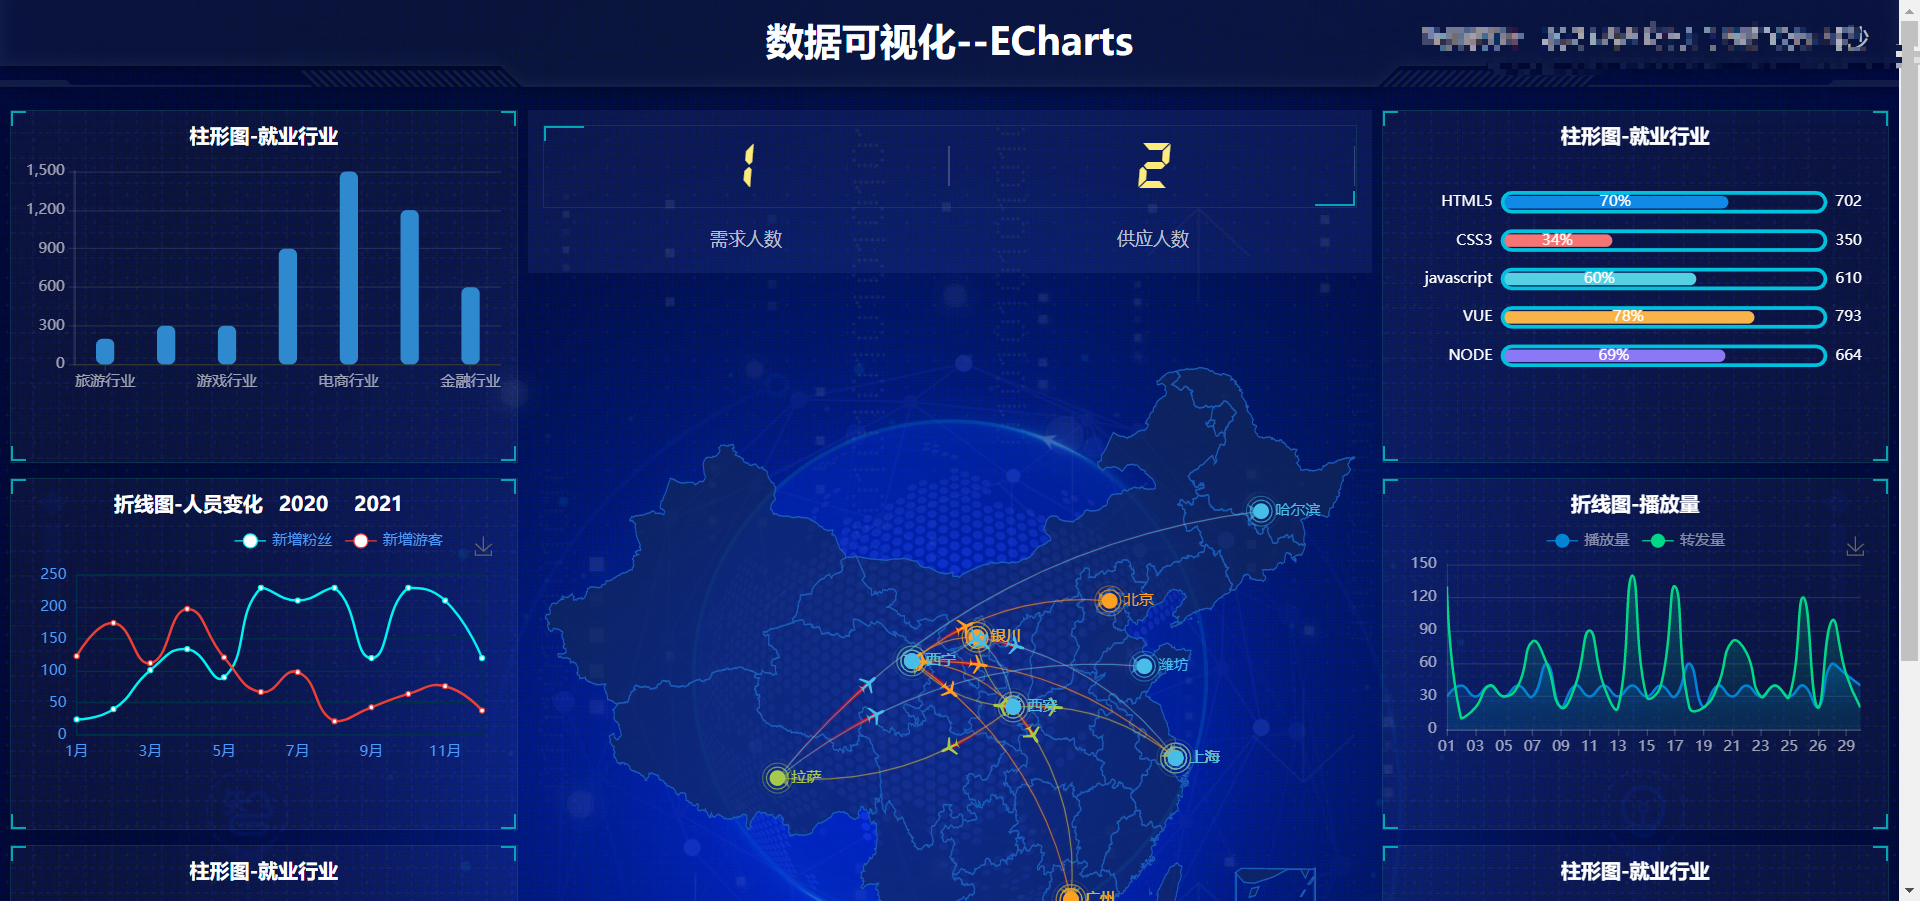 数据可视化--ECharts
柱形图-就业行业
1,500
1,200
900
600
300
0
旅游行业 游戏行业 电商行业 金融行业
折线图-人员变化 2020 2021
新增粉丝 新增游客
250
200
150
100
50
0
1月 3月 5月 7月 9月 11月
柱形图-就业行业
1 2
需求人数 供应人数
哈尔滨
北京
银川
西宁
潍坊
西安
上海
拉萨
广州
柱形图-就业行业
HTML5 70% 702
CSS3 34% 350
javascript 60% 610
VUE 78% 793
NODE 69% 664
折线图-播放量
播放量 转发量
150
120
90
60
30
0
01 03 05 07 09 11 13 15 17 19 21 23 25 26 29
柱形图-就业行业